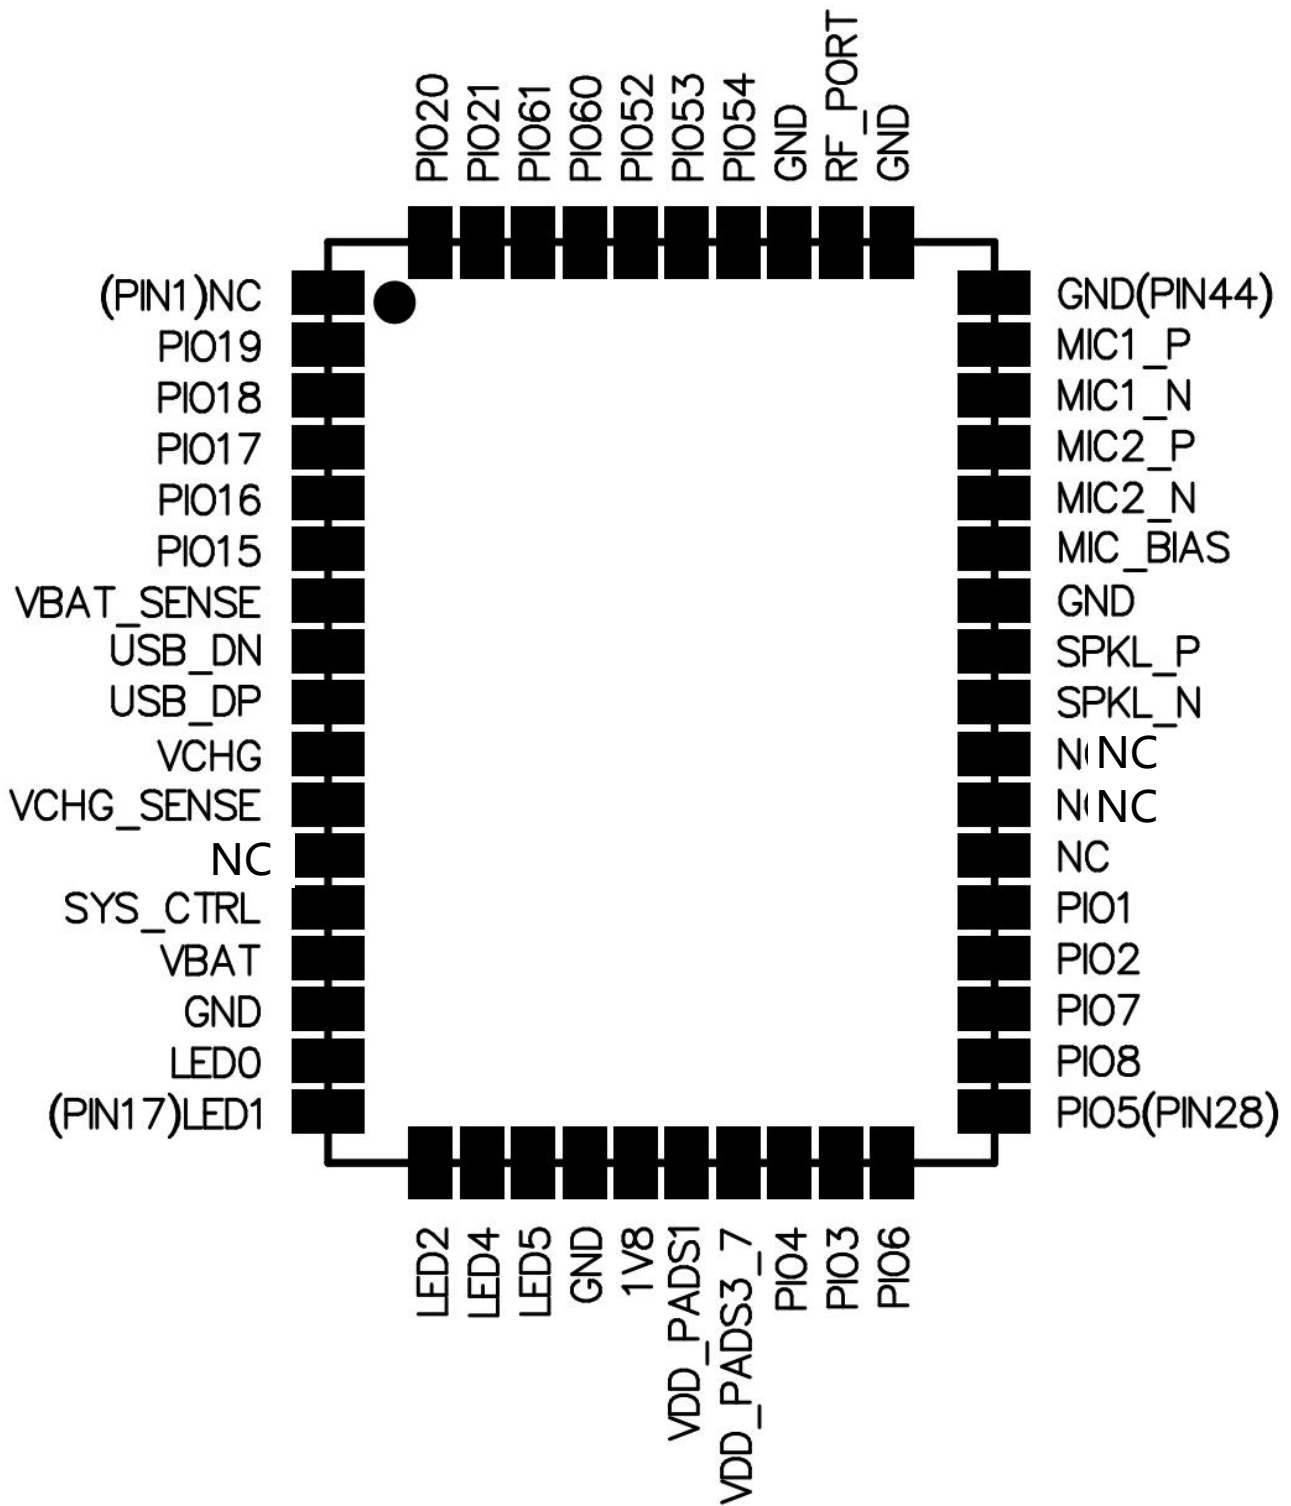 PIO20
PIO21
PIO61
PIO60
PIO52
PIO53
PIO54
GND
RF_PORT
GND
(PIN1)NC
PIO19
PIO18
PIO17
PIO16
PIO15
VBAT_SENSE
USB_DN
USB_DP
VCHG
VCHG_SENSE
NC
SYS_CTRL
VBAT
GND
LED0
(PIN17)LED1
GND(PIN44)
MIC1_P
MIC1_N
MIC2_P
MIC2_N
MIC_BIAS
GND
SPKL_P
SPKL_N
NC
NC
NC
PIO1
PIO2
PIO7
PIO8
PIO5(PIN28)
LED2
LED4
LED5
GND
1V8
VDD_PADS1
VDD_PADS3_7
PIO4
PIO3
PIO6